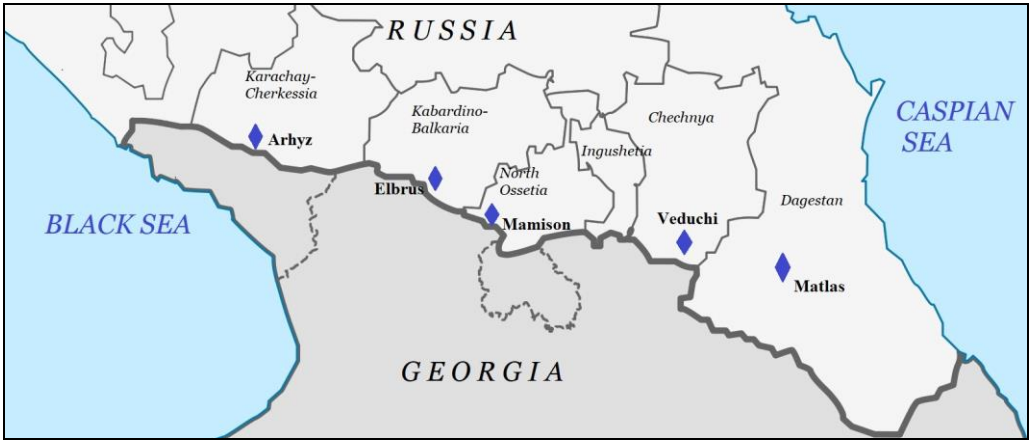 RUSSIA
Karachay-
Cherkessia
Kabardino-
Balkaria
Chechnya
CASPIAN
SEA
Arhyz
Ingushetia
North
Ossetia
Elbrus
Dagestan
BLACK SEA
Mamison
Veduchi
Matlas
GEORGIA